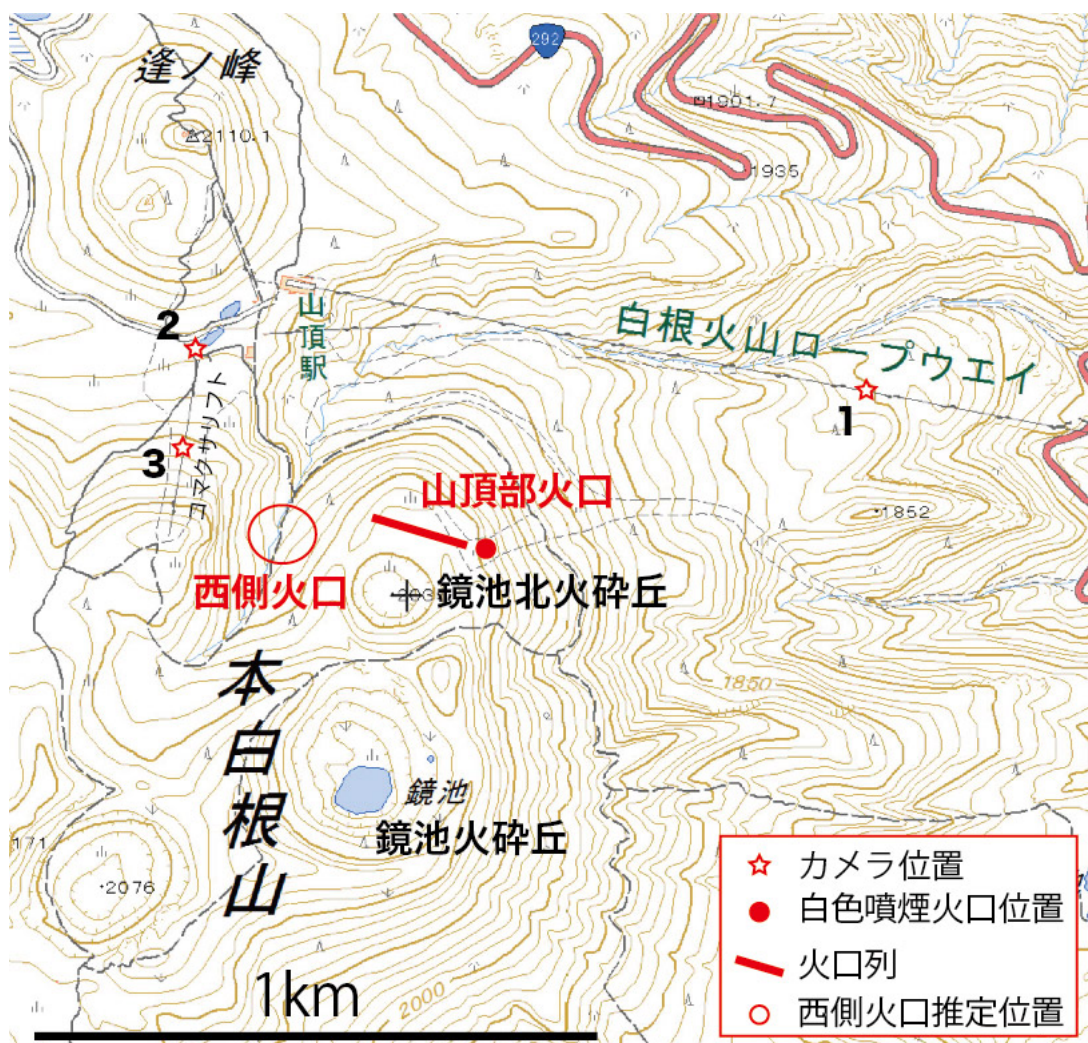 292
逢ノ峰
1901.7
2110.1
1935
山頂駅
白根火山ロープウエイ
2
1
コマクサリフト
3
山頂部火口
1852
西側火口
鏡池北火砕丘
本白根山
1850
鏡池
鏡池火砕丘
171
2076
1km
2000
カメラ位置
白色噴煙火口位置
火口列
西側火口推定位置